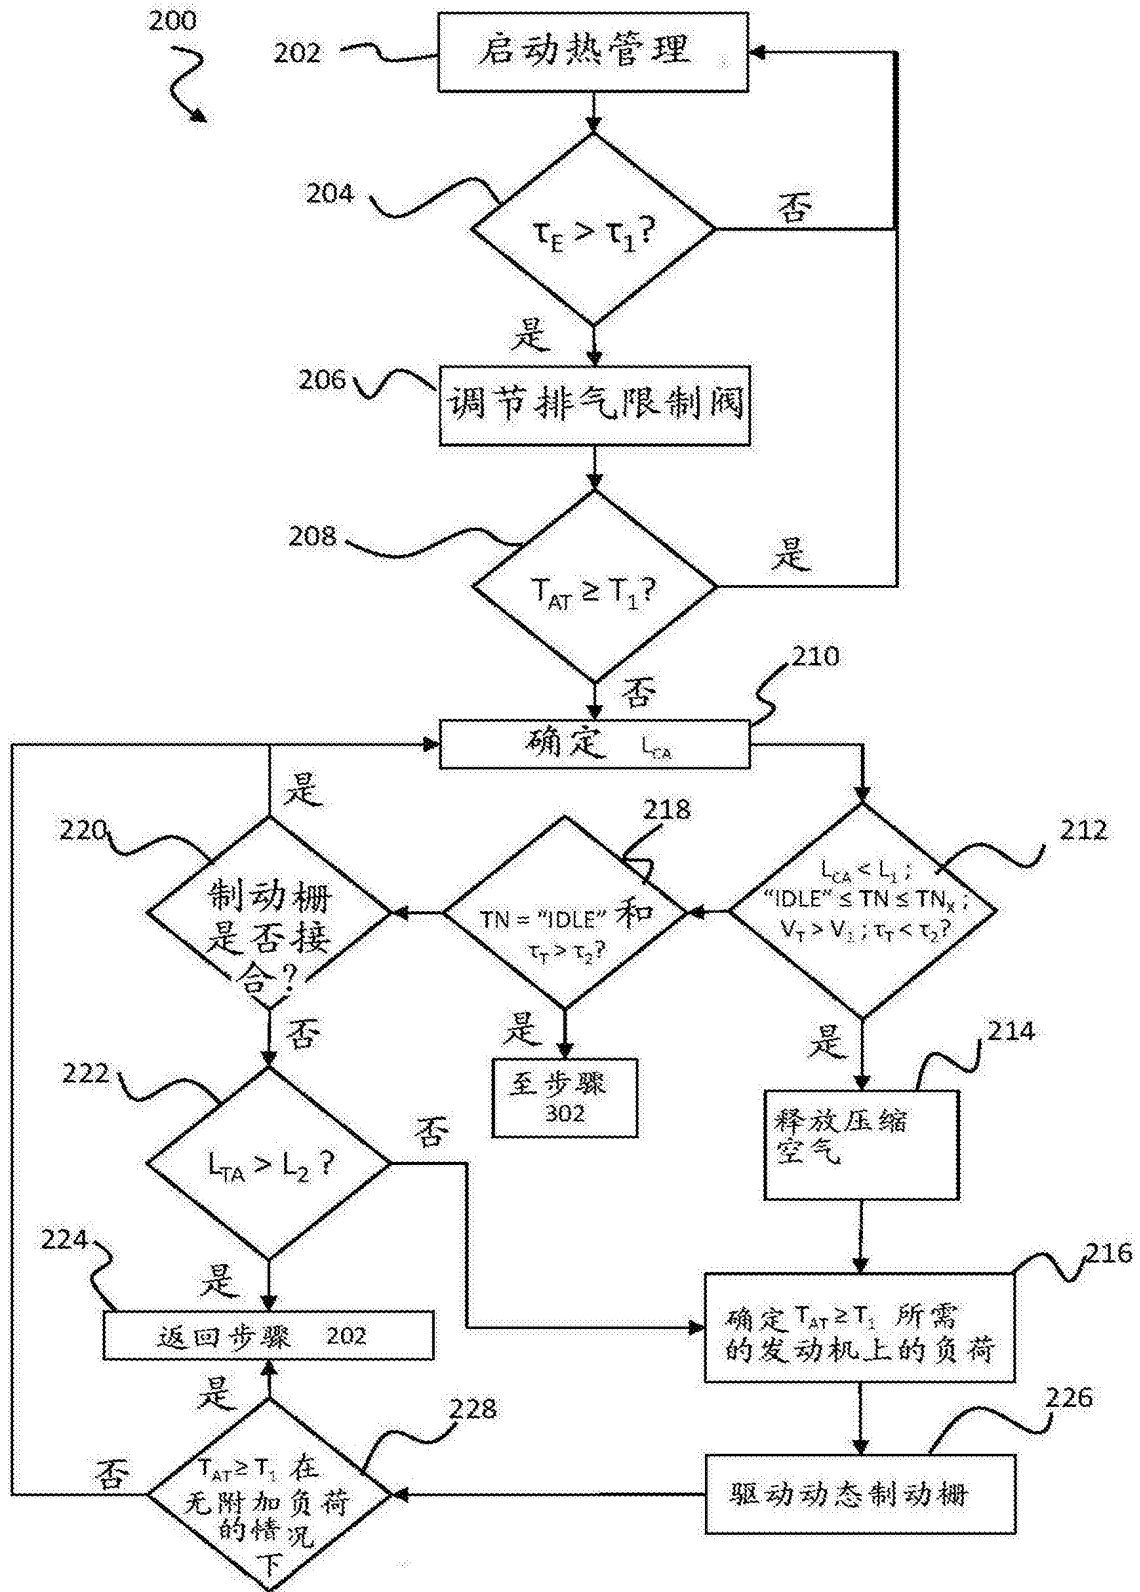 200
202
启动热管理
204
τE > τ1?
否
是
206
调节排气限制阀
208
TAT ≥ T1?
是
否
210
确定 LCA
是
220
218
212
制动栅
是否接
合?
TN = “IDLE” 和
τT > τ2?
LCA < L1 ;
“IDLE” ≤ TN ≤ TNX ;
VT > V1 ; τT < τ2?
否
是
是
222
至步骤
302
214
释放压缩
空气
LTA > L2 ?
否
224
是
216
返回步骤 202
确定 TAT ≥ T1 所需
的发动机上的负荷
是
228
226
否
TAT ≥ T1 在
无附加负荷
的情况
下
驱动动态制动栅